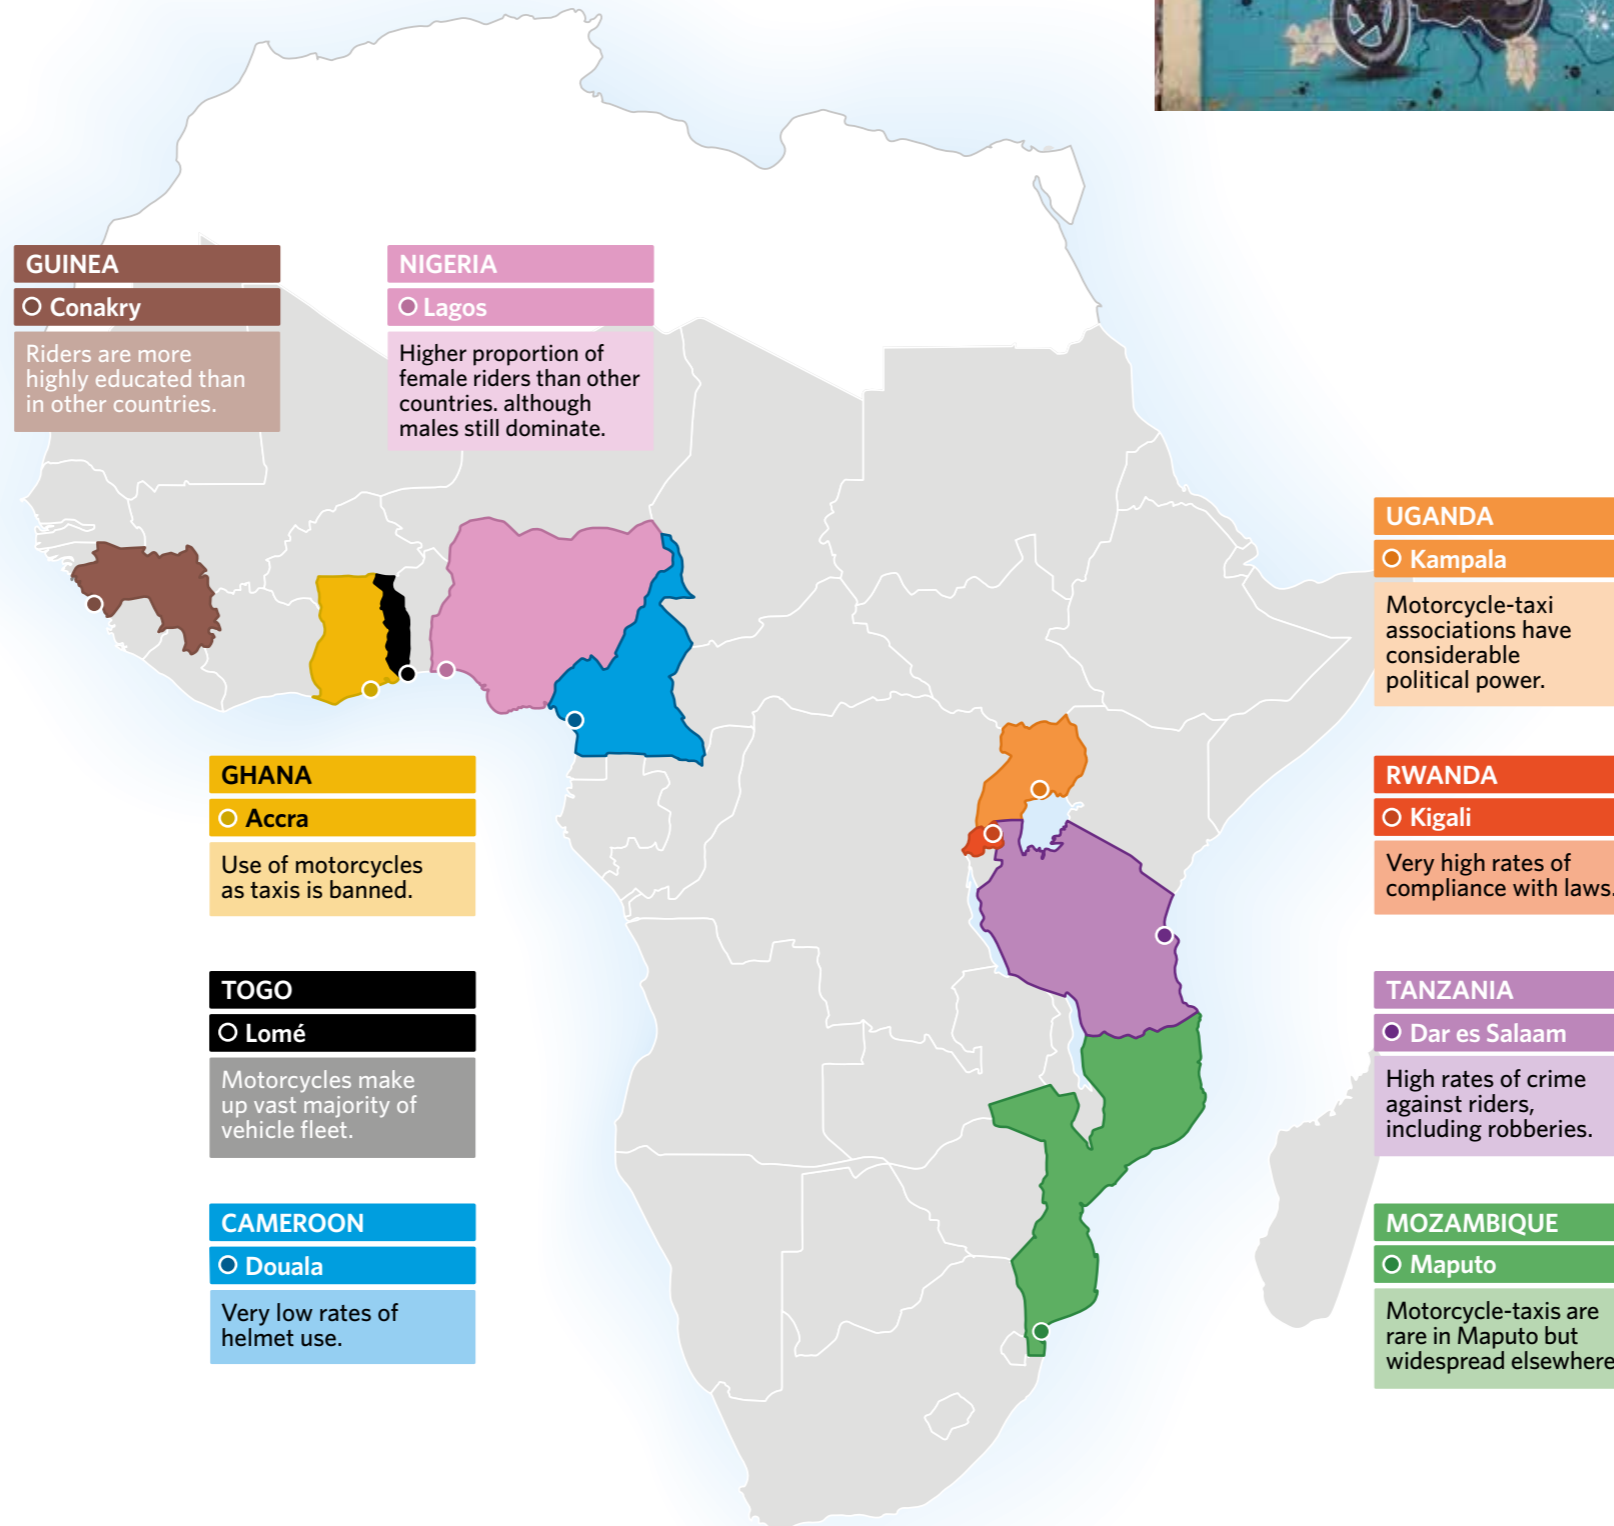 GUINEA
Conakry
Riders are more
highly educated than
in other countries.
NIGERIA
Lagos
Higher proportion of
female riders than other
countries. although
males still dominate.
GHANA
Accra
Use of motorcycles
as taxis is banned.
TOGO
Lomé
Motorcycles make
up vast majority of
vehicle fleet.
CAMEROON
Douala
Very low rates of
helmet use.
UGANDA
Kampala
Motorcycle-taxi
associations have
considerable
political power.
RWANDA
Kigali
Very high rates of
compliance with laws.
TANZANIA
Dar es Salaam
High rates of crime
against riders,
including robberies.
MOZAMBIQUE
Maputo
Motorcycle-taxis are
rare in Maputo but
widespread elsewhere